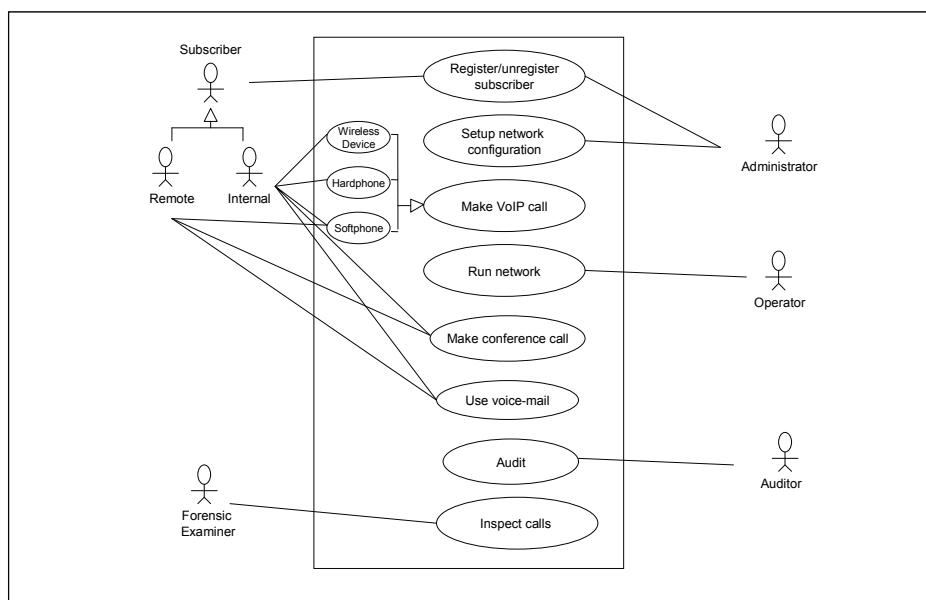 Subscriber
Register/unregister
subscriber
Wireless
Device
Setup network
configuration
Administrator
Remote
Internal
Hardphone
Make VoIP call
Softphone
Run network
Operator
Make conference call
Use voice-mail
Audit
Auditor
Forensic
Examiner
Inspect calls